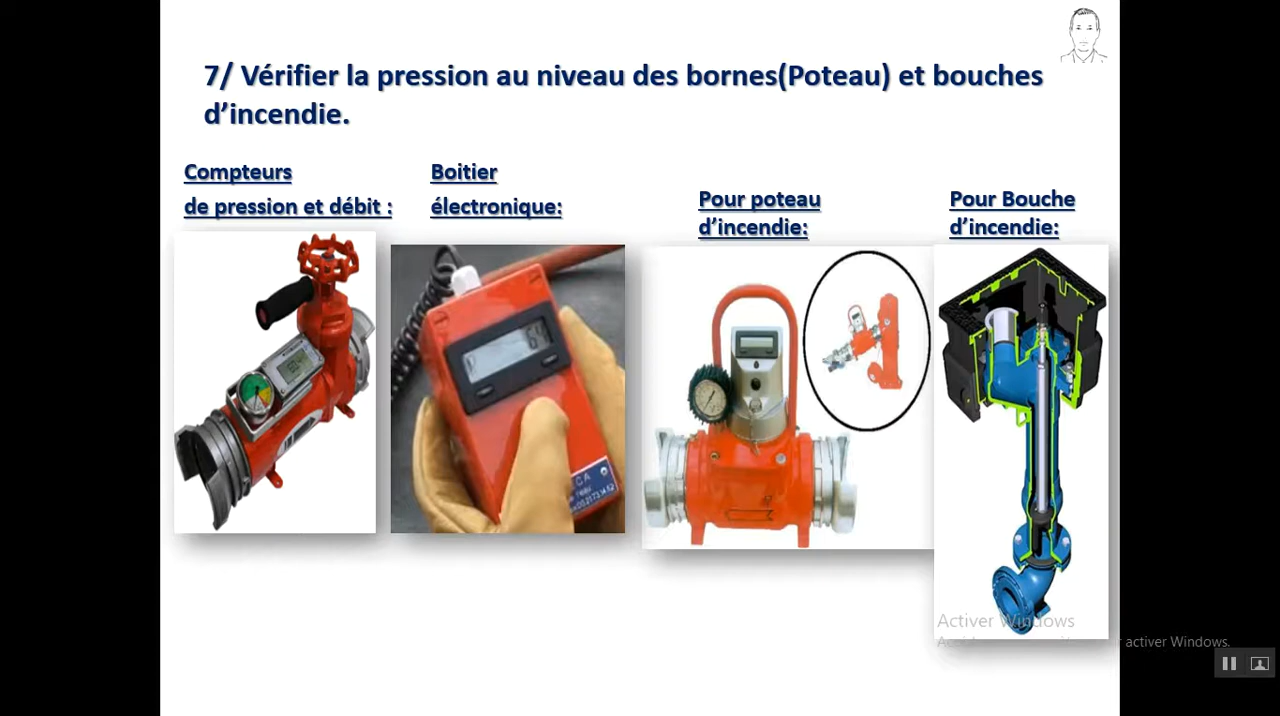 7/ Vérifier la pression au niveau des bornes(Poteau) et bouches
d’incendie.
Compteurs
de pression et débit :
Boitier
électronique:
Pour poteau
d’incendie:
Pour Bouche
d’incendie:
C A
Activer Windows
activer Windows.